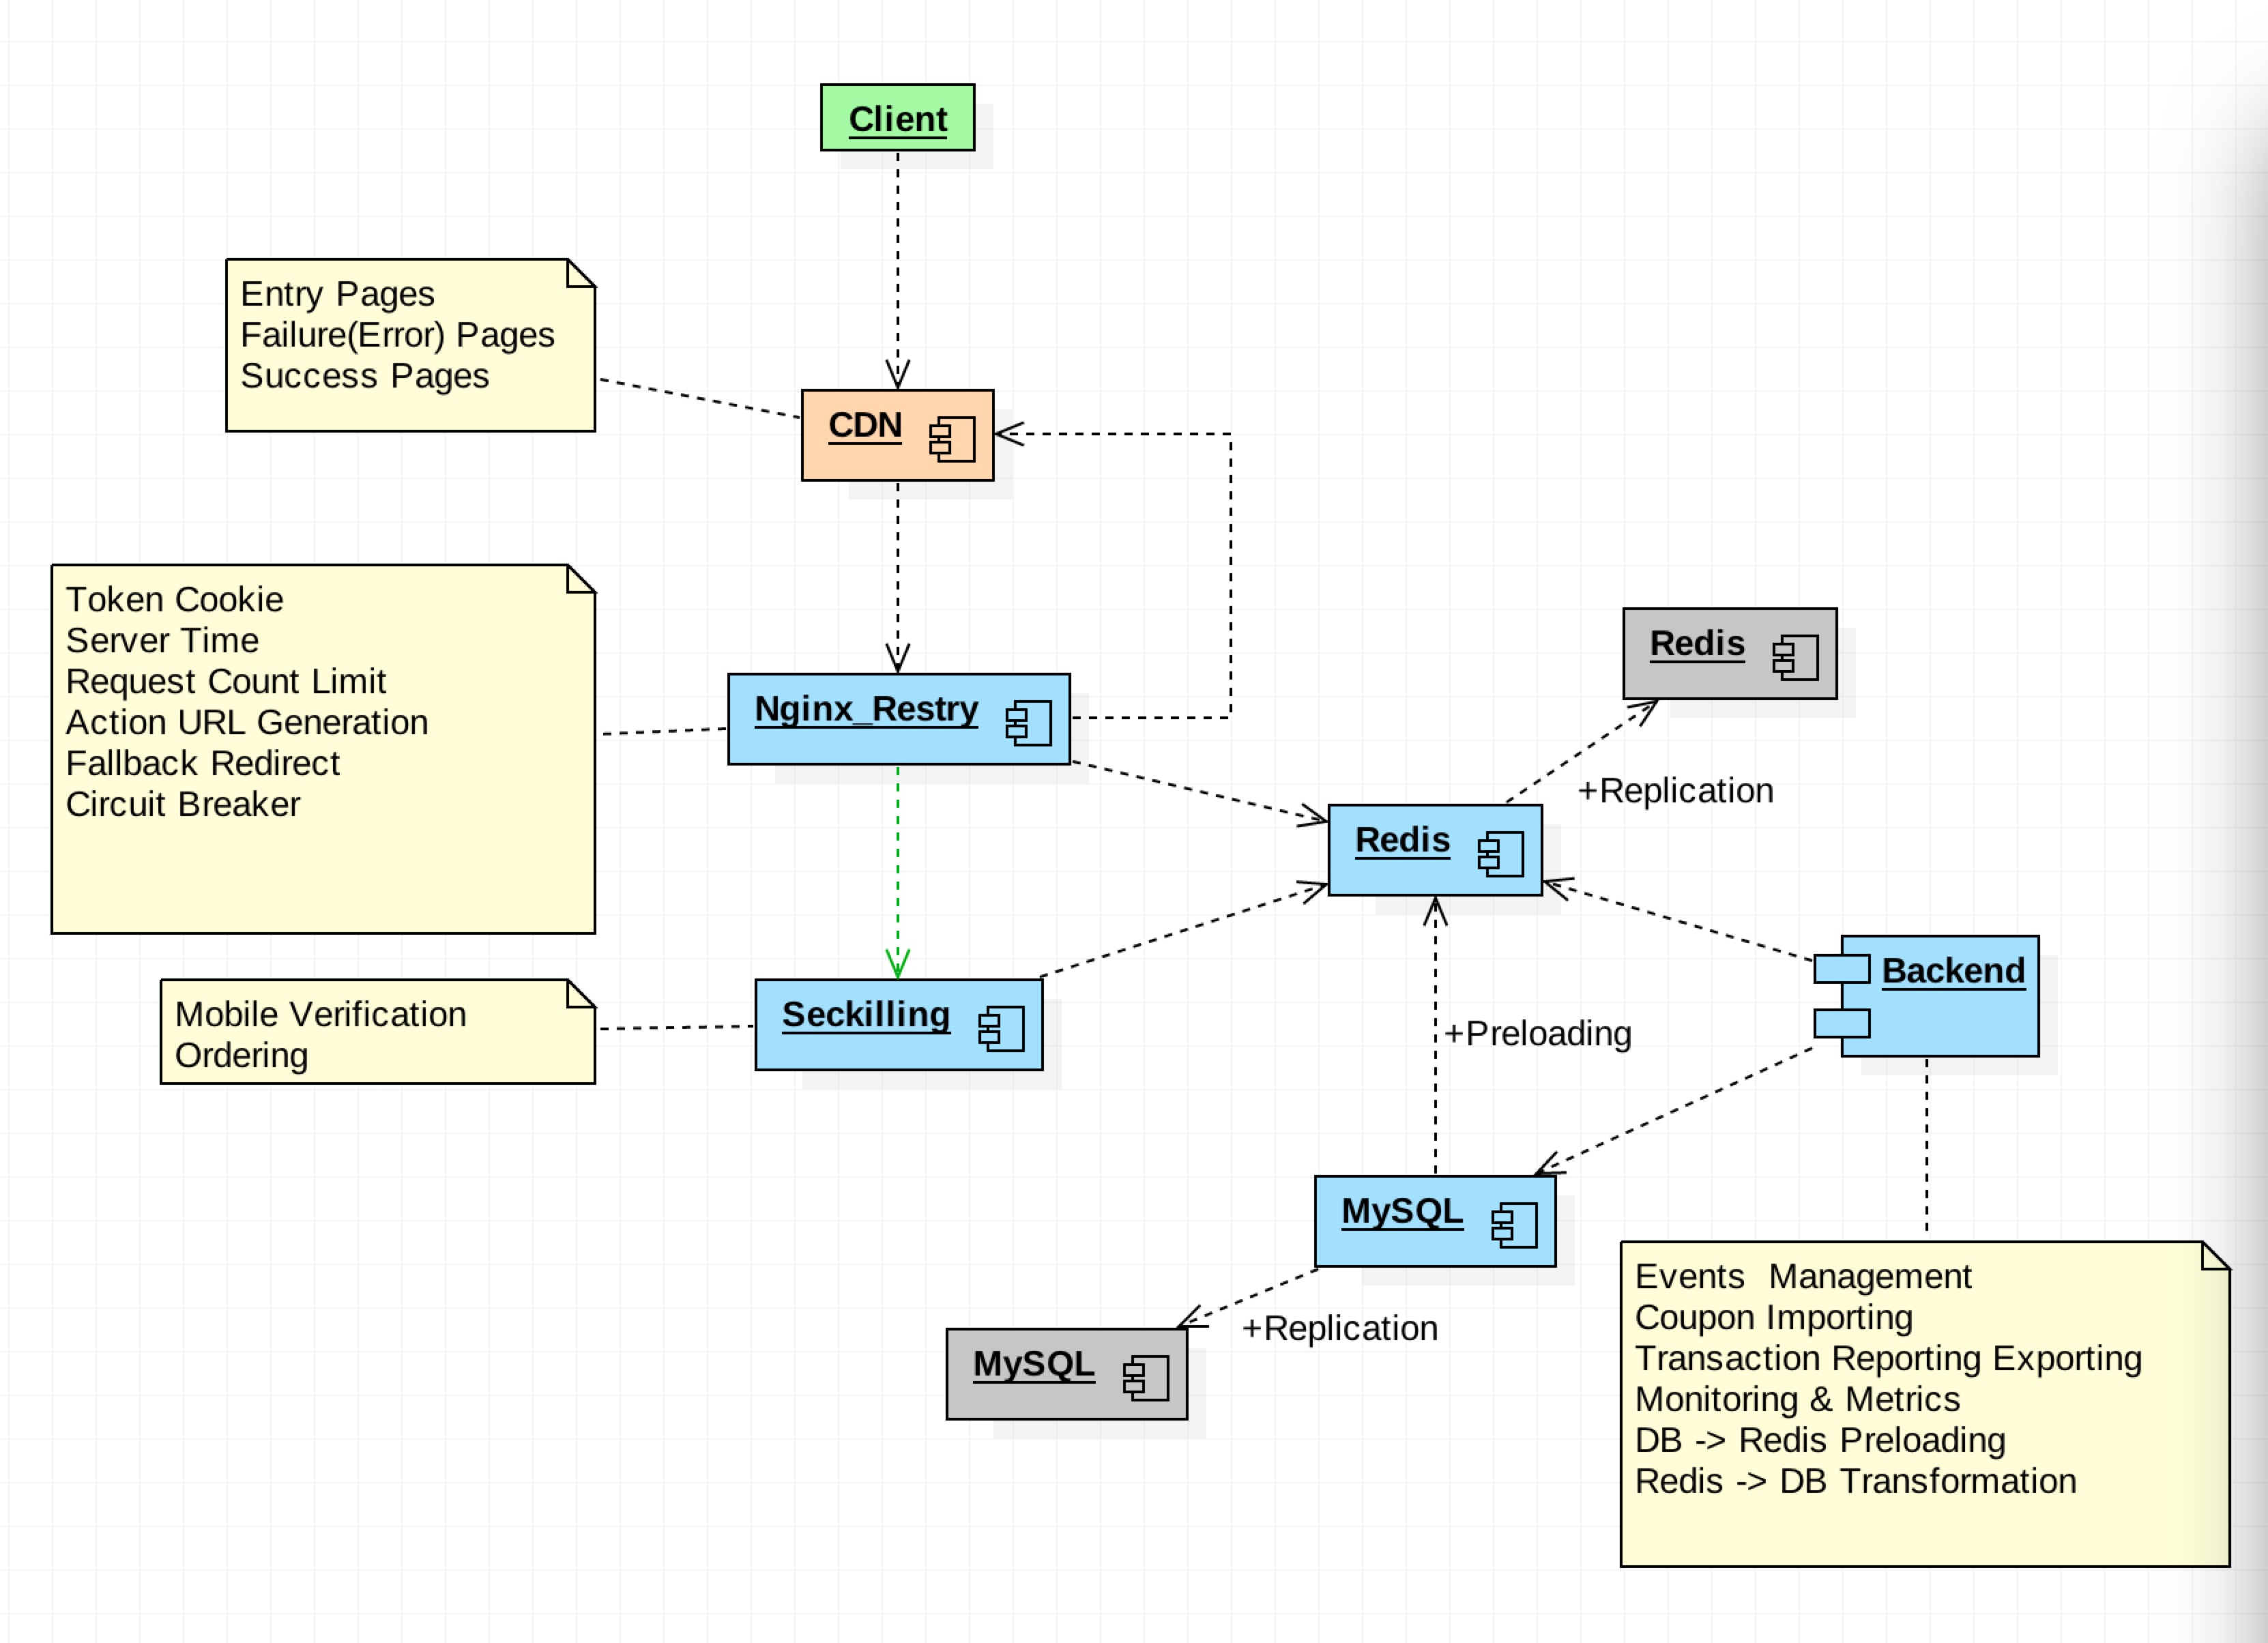 Client
Entry Pages
Failure(Error) Pages
Success Pages
CDN
Token Cookie
Server Time
Request Count Limit
Action URL Generation
Fallback Redirect
Circuit Breaker
Nginx_Restry
Redis
+Replication
Redis
Mobile Verification
Ordering
Seckilling
+Preloading
Backend
MySQL
+Replication
MySQL
Events  Management
Coupon Importing
Transaction Reporting Exporting
Monitoring & Metrics
DB -> Redis Preloading
Redis -> DB Transformation